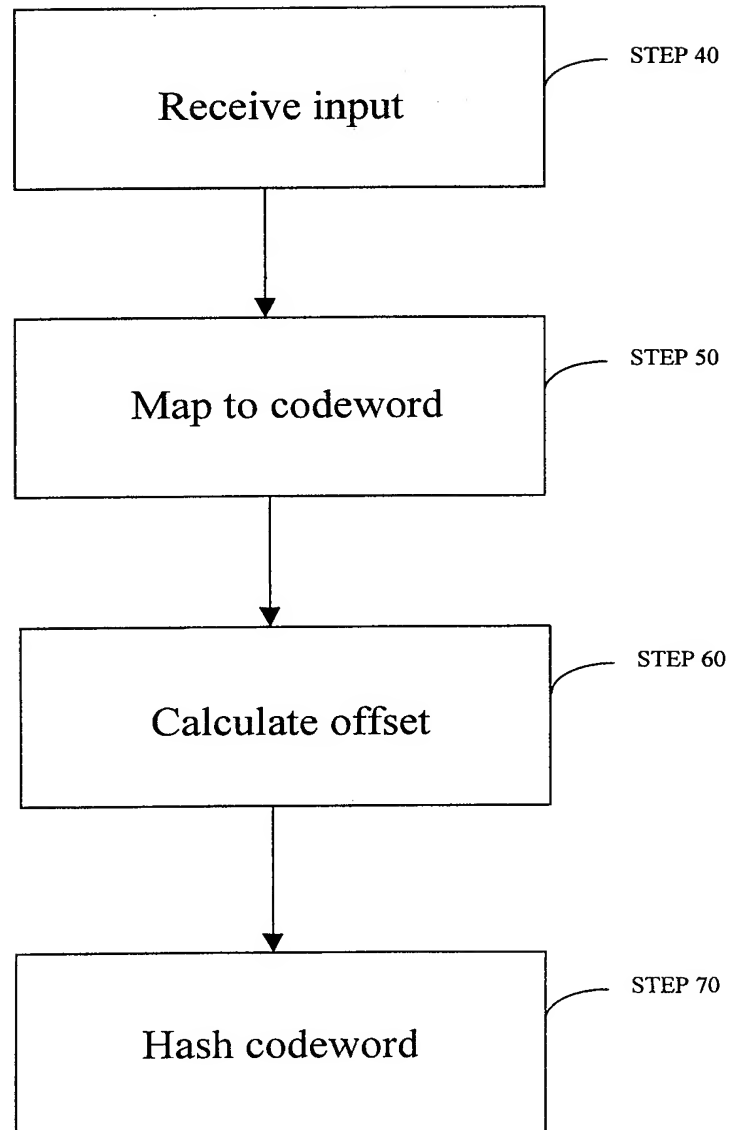 STEP 40
Receive input
STEP 50
Map to codeword
STEP 60
Calculate offset
STEP 70
Hash codeword